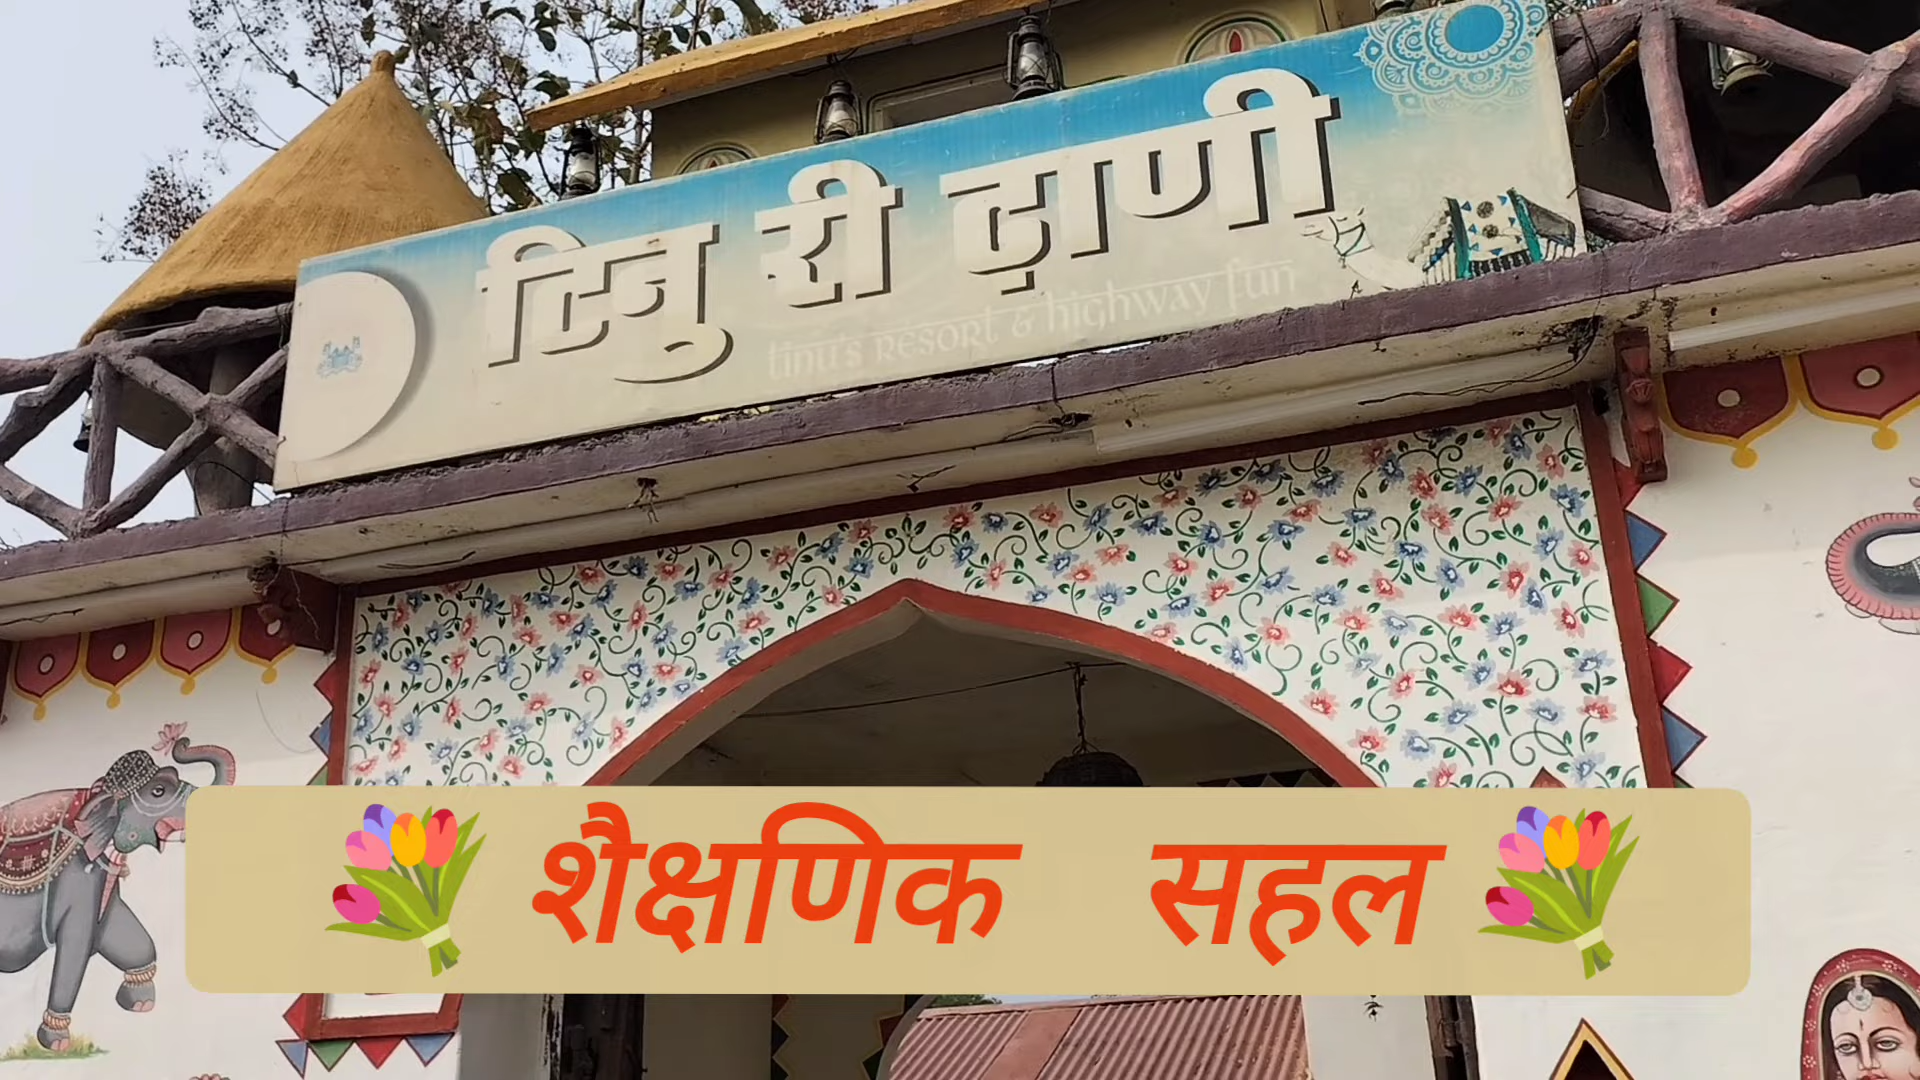 टिनु री ढाणी
tinu's resort & highway fun
शैक्षणिक सहल